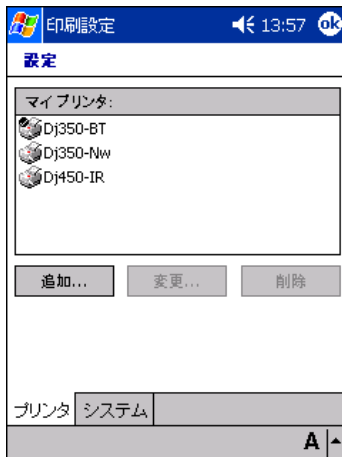 印刷設定 13:57 ok
設定
マイ プリンタ:
Dj350-BT
Dj350-Nw
Dj450-IR
追加... 変更... 削除
プリンタ システム
A